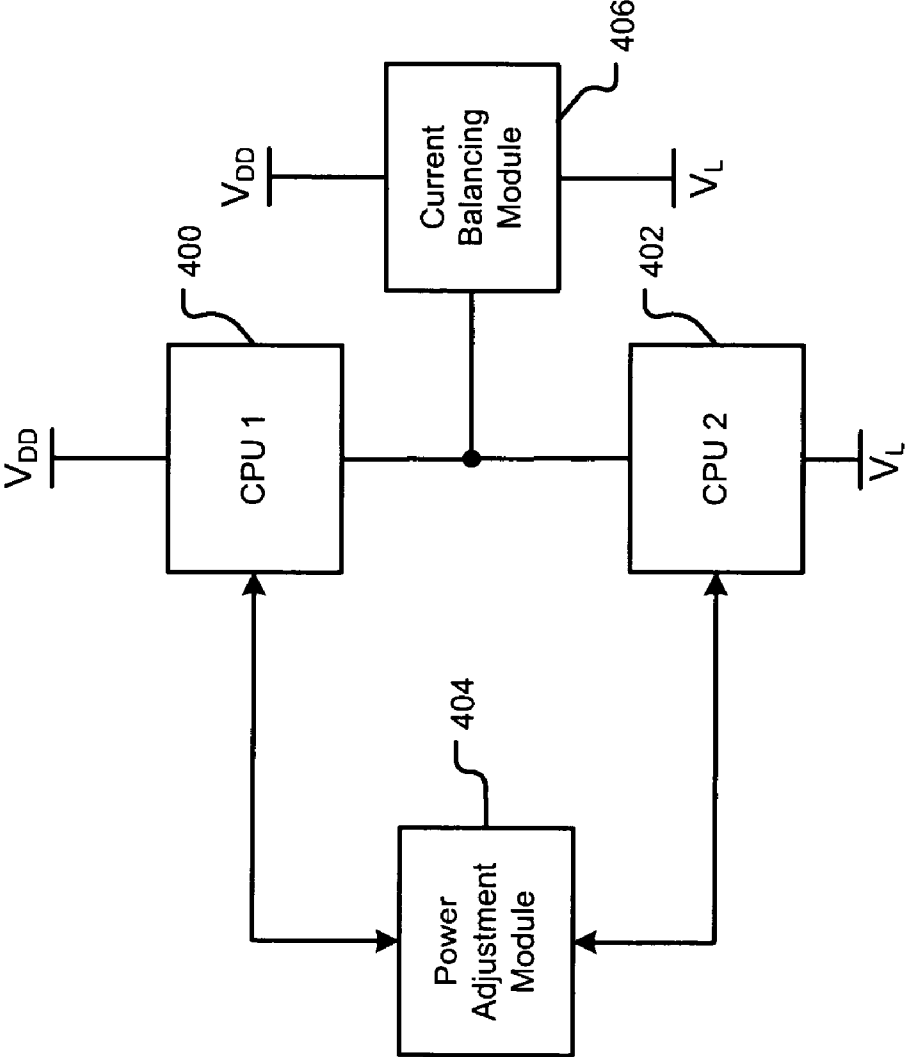 V_DD
400
CPU 1
V_DD
Current
Balancing
Module
406
V_L
404
Power
Adjustment
Module
402
CPU 2
V_L